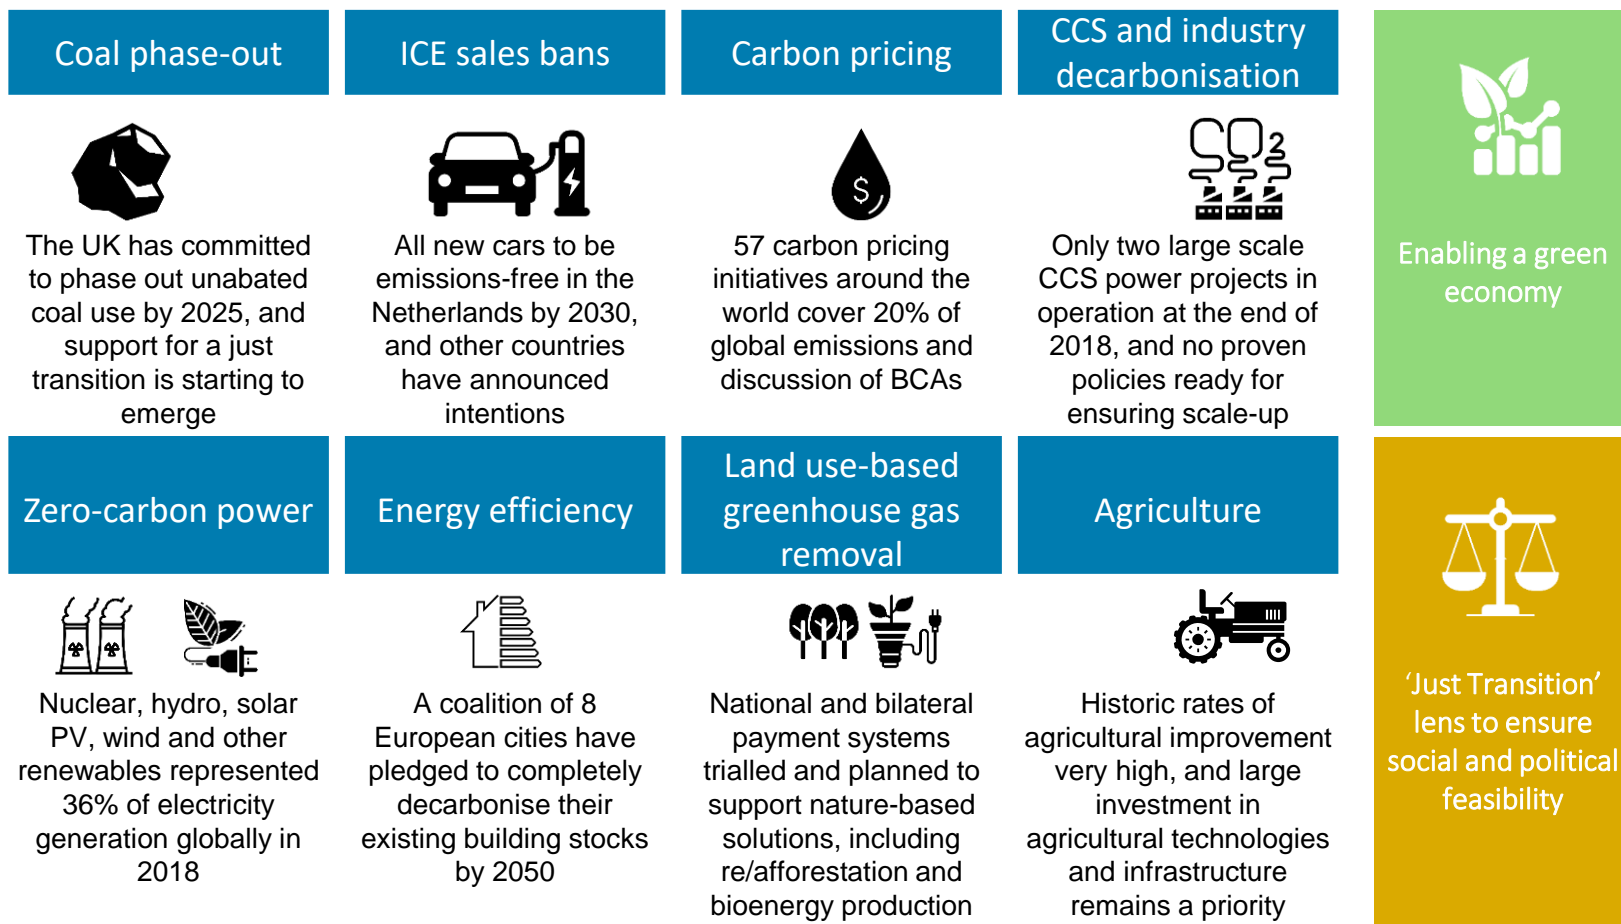 Coal phase-out
The UK has committed
to phase out unabated
coal use by 2025, and
support for a just
transition is starting to
emerge
ICE sales bans
All new cars to be
emissions-free in the
Netherlands by 2030,
and other countries
have announced
intentions
Carbon pricing
$
57 carbon pricing
initiatives around the
world cover 20% of
global emissions and
discussion of BCAs
CCS and industry
decarbonisation
CO2
Only two large scale
CCS power projects in
operation at the end of
2018, and no proven
policies ready for
ensuring scale-up
Enabling a green
economy
Zero-carbon power
Nuclear, hydro, solar
PV, wind and other
renewables represented
36% of electricity
generation globally in
2018
Energy efficiency
A coalition of 8
European cities have
pledged to completely
decarbonise their
existing building stocks
by 2050
Land use-based
greenhouse gas
removal
National and bilateral
payment systems
trialled and planned to
support nature-based
solutions, including
re/afforestation and
bioenergy production
Agriculture
Historic rates of
agricultural improvement
very high, and large
investment in
agricultural technologies
and infrastructure
remains a priority
‘Just Transition’
lens to ensure
social and political
feasibility